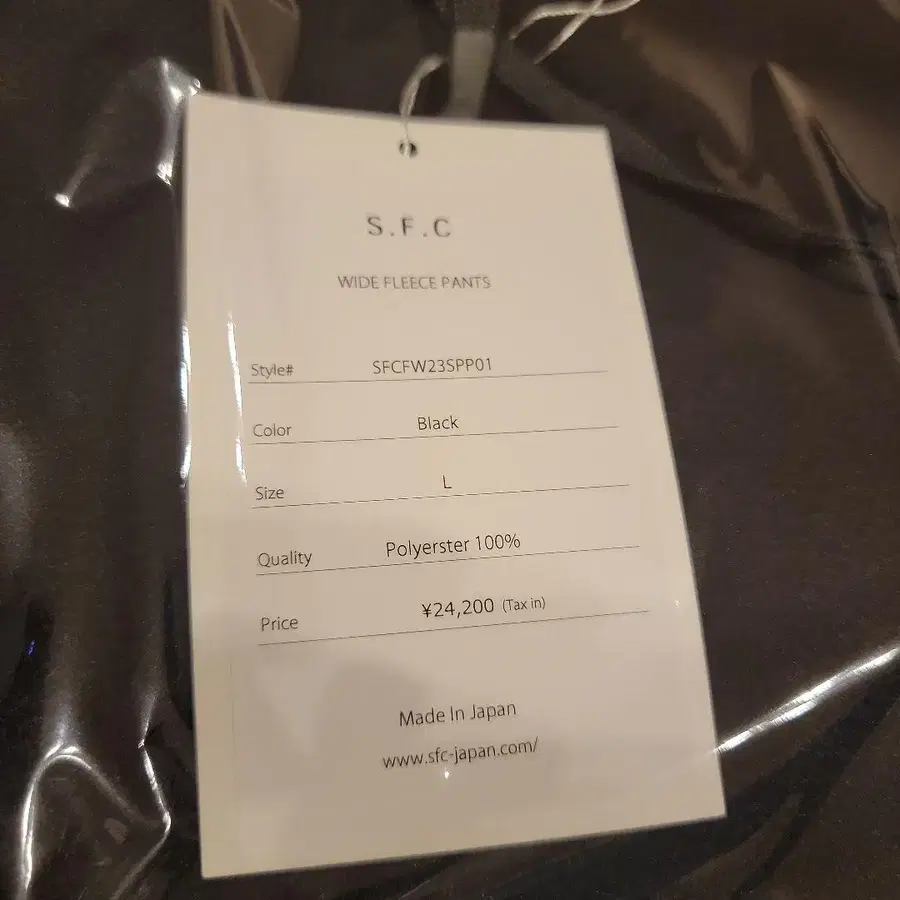 S.F.C
WIDE FLEECE PANTS
Style# SFCFW23SPP01
Color Black
Size L
Quality Polyerster 100%
Price ¥24,200 (Tax in)
Made In Japan
www.sfc-japan.com/